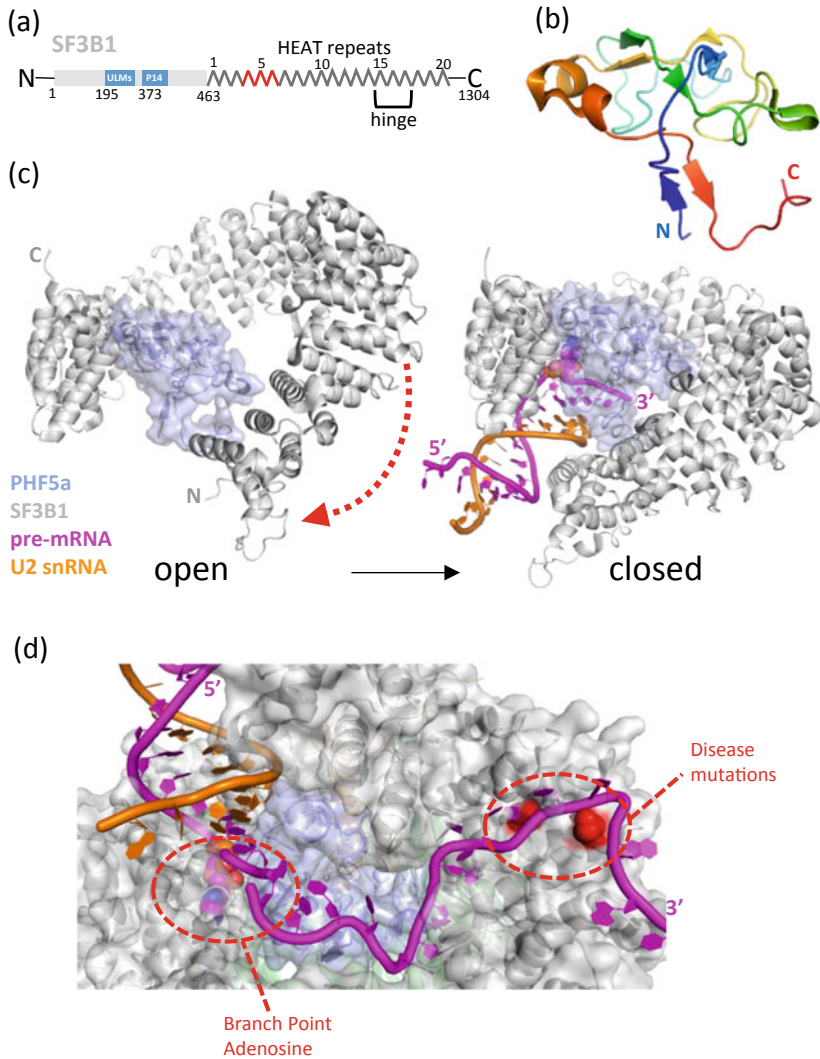 (a)
SF3B1
N
ULMs
P14
1
195
373
463
1
5
10
15
20
HEAT repeats
hinge
C
1304
(b)
N
C
(c)
C
N
PHF5a
SF3B1
pre-mRNA
U2 snRNA
open
5’
3’
closed
(d)
5’
Disease
mutations
3’
Branch Point
Adenosine